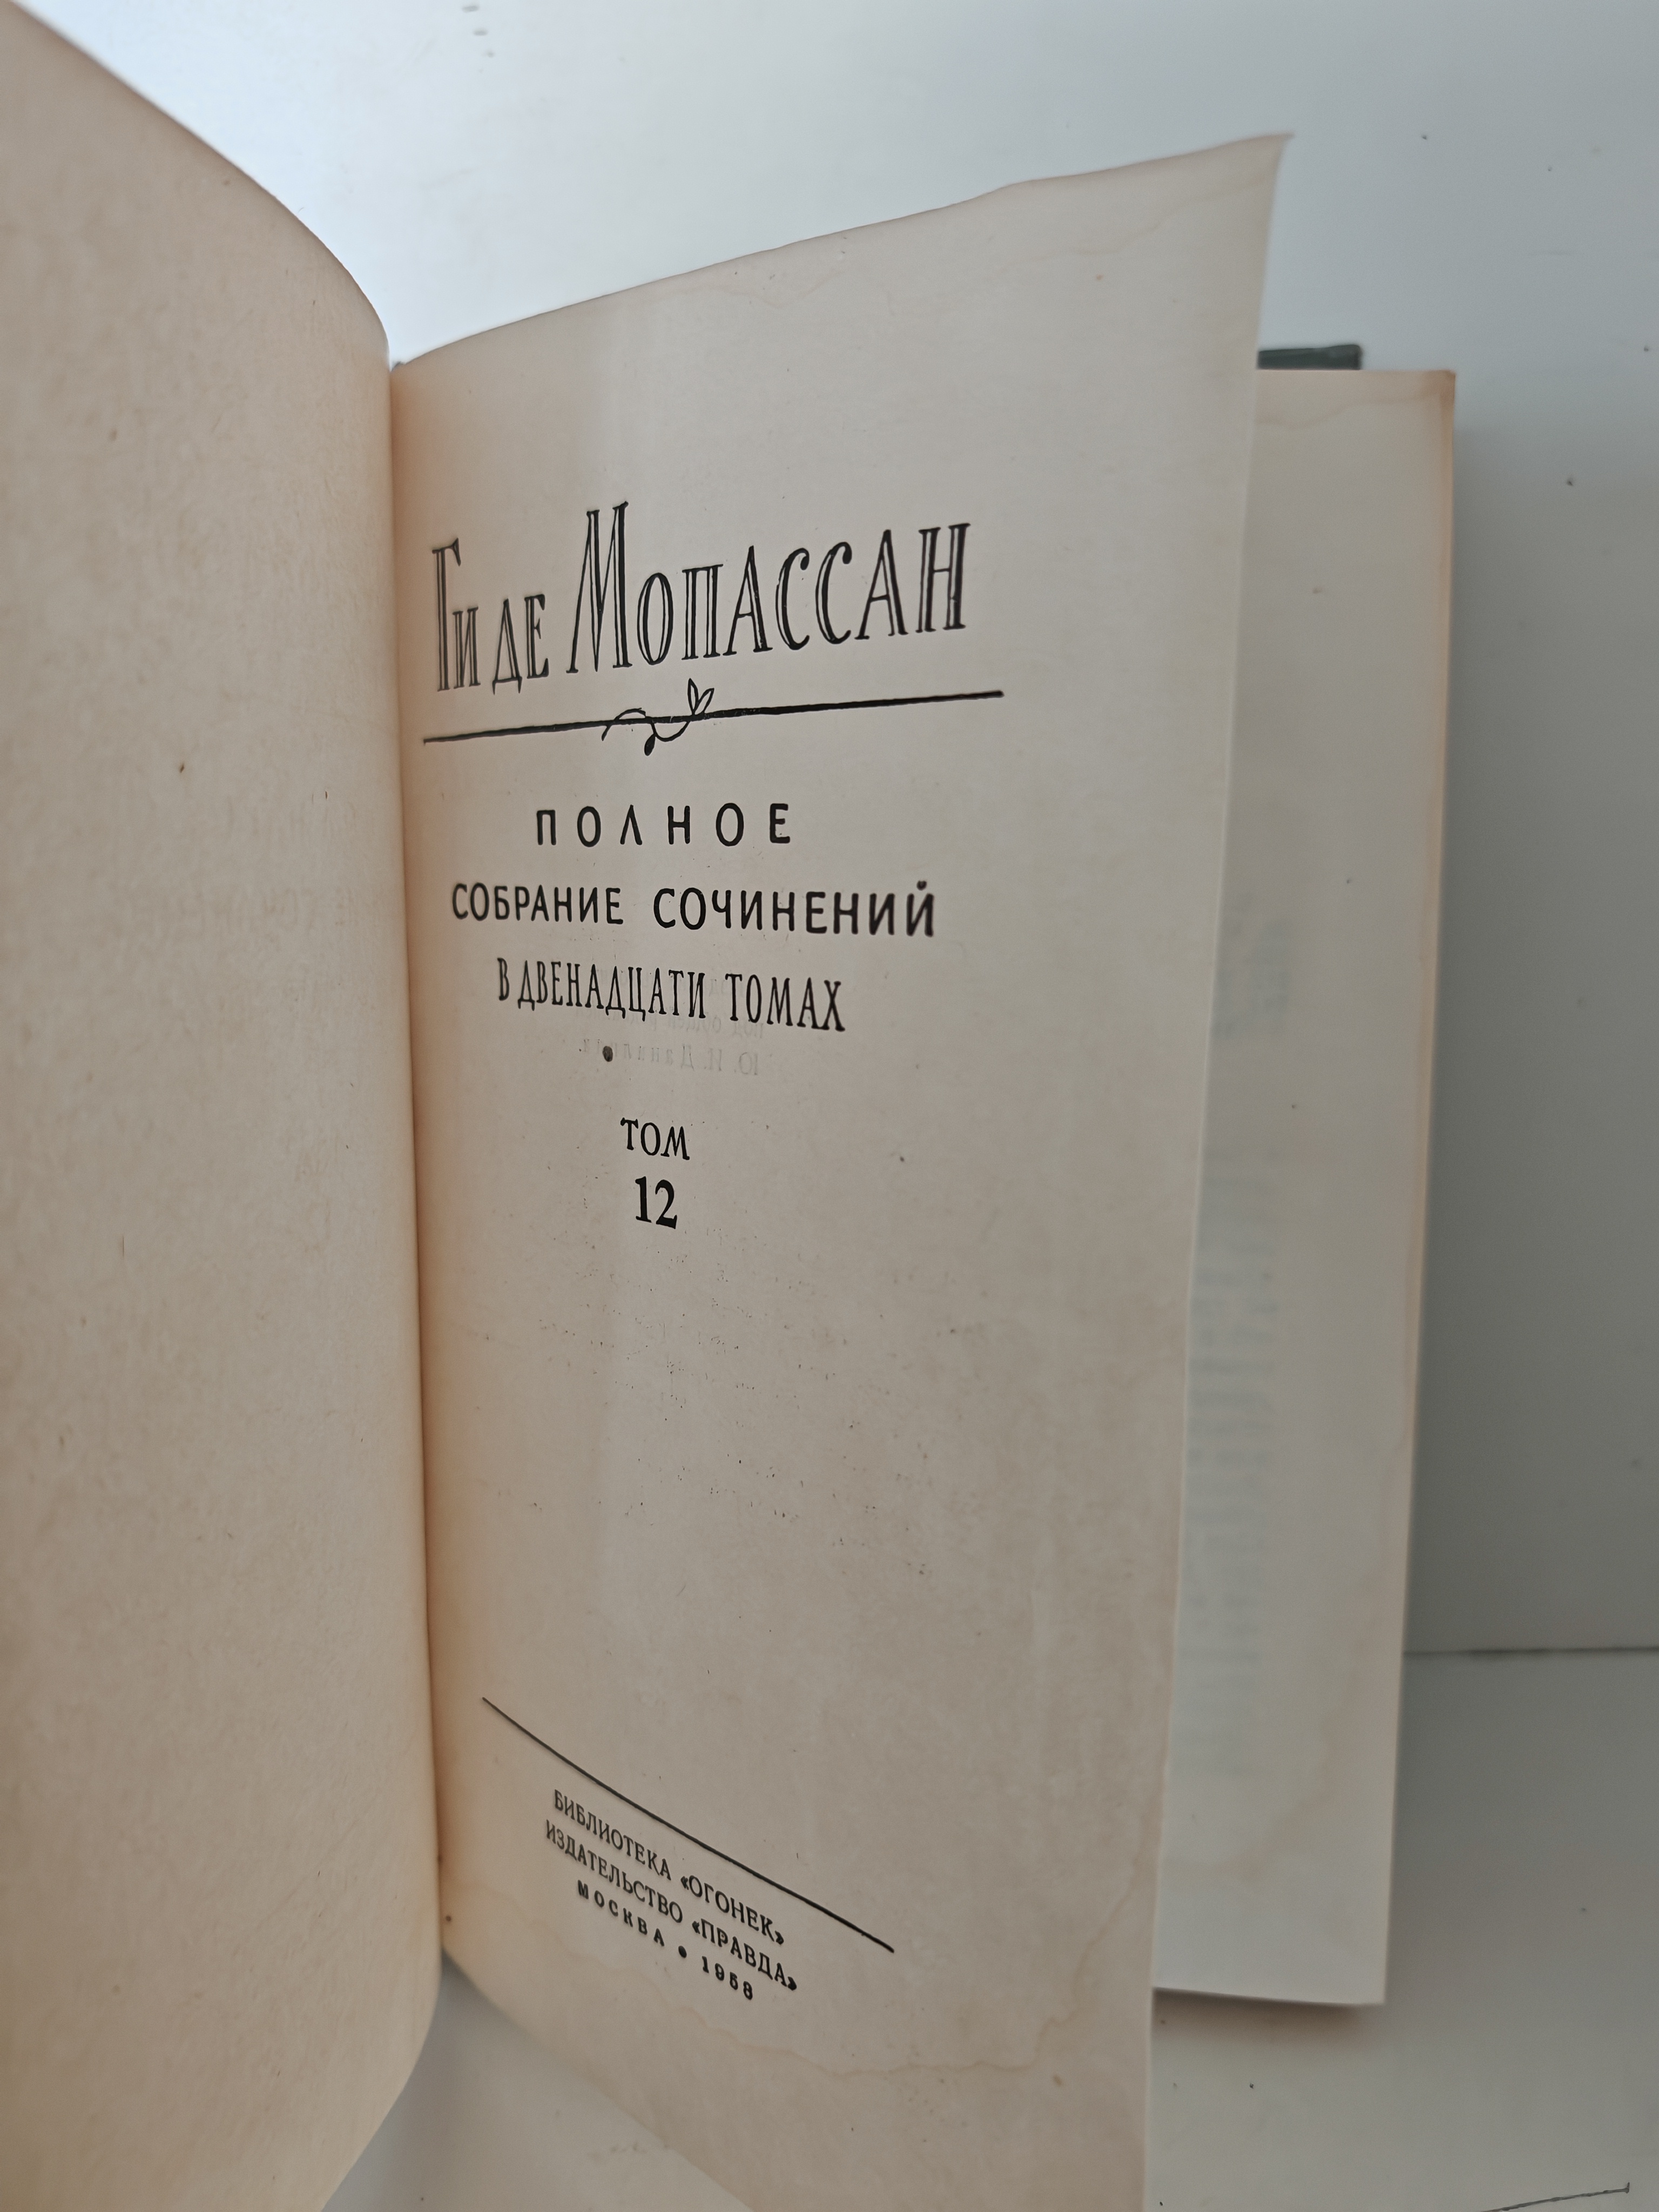 Ги де Мопассан
ПОЛНОЕ
СОБРАНИЕ СОЧИНЕНИЙ
В ДВЕНАДЦАТИ ТОМАХ
ТОМ
12
БИБЛИОТЕКА «ОГОНЕК»
ИЗДАТЕЛЬСТВО «ПРАВДА»
МОСКВА • 1958